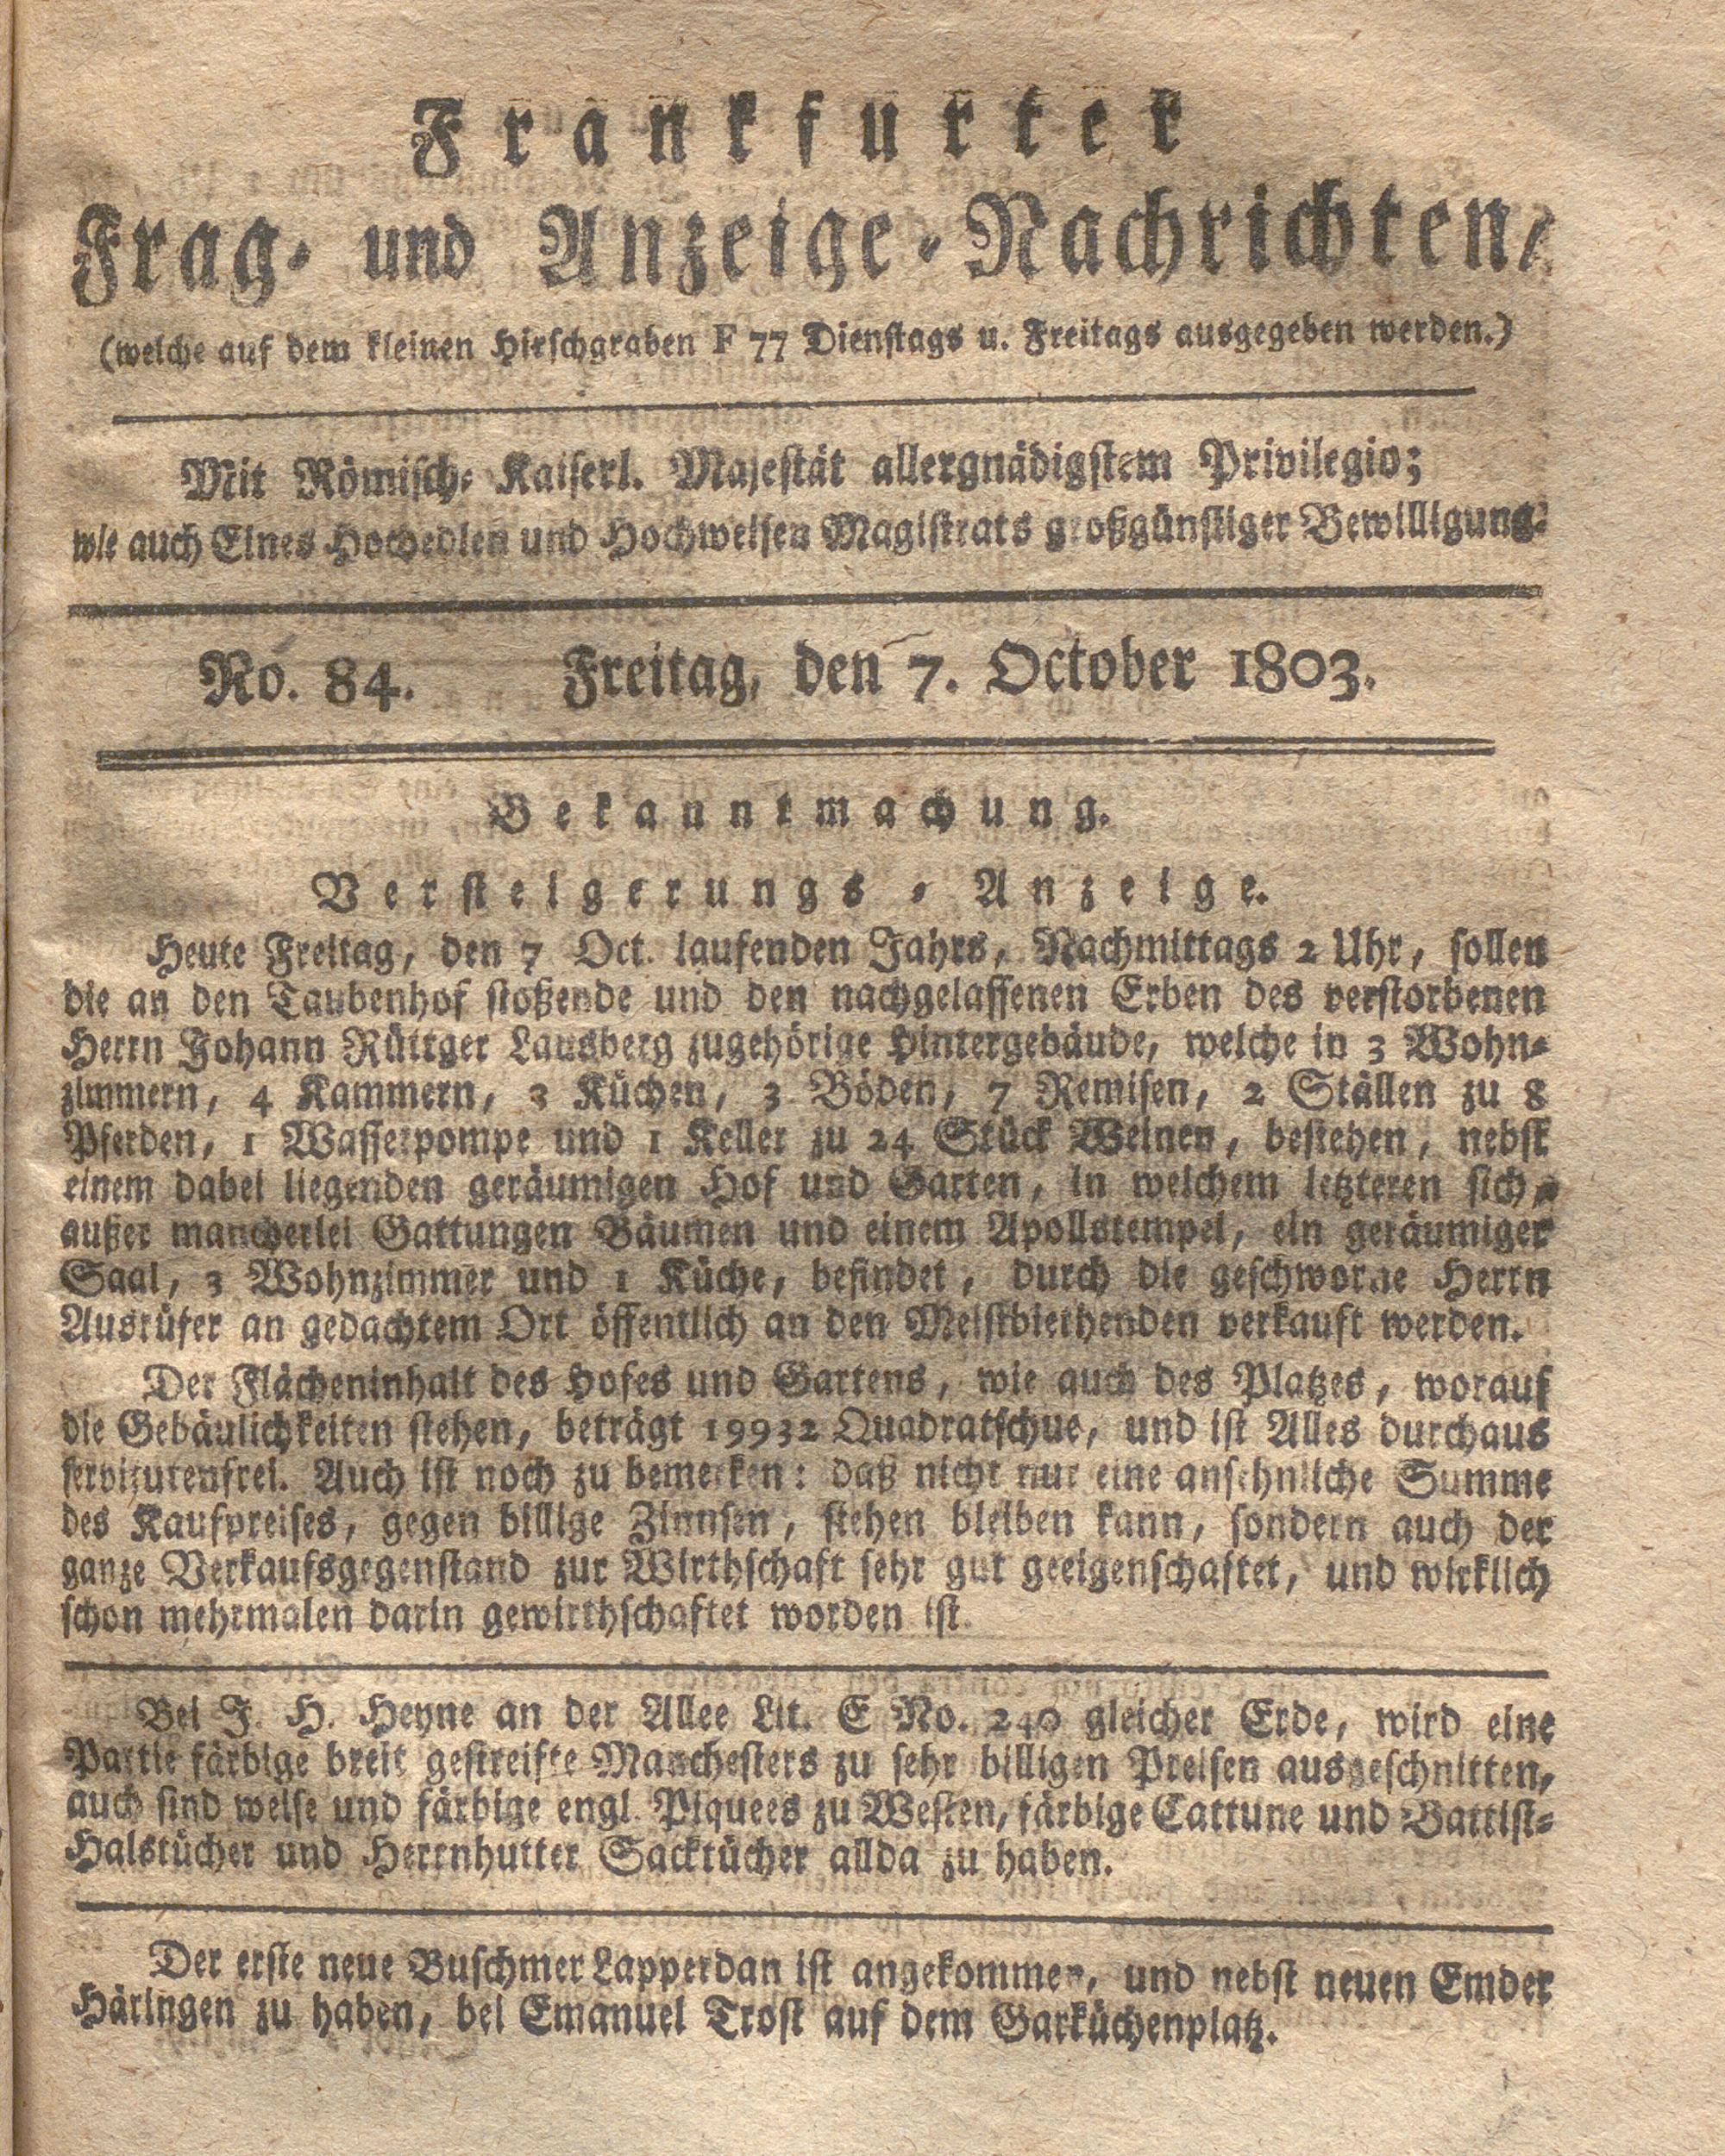 Frankfurter
Frag- und Anzeige-Nachrichten,
(welche auf dem kleinen Hirschgraben F 77 Dienstags u. Freitags ausgegeben werden.)
Mit Römisch- Kaiserl. Majestät allergnädigstem Privilegio;
wie auch Eines Hochedlen und Hochweisen Magistrats großgünstiger Bewilligung.
No. 84. Freitag, den 7. October 1803.
Bekanntmachung.
Versteigerungs-Anzeige.
Heute Freitag, den 7 Oct. laufenden Jahrs, Nachmittags 2 Uhr, sollen
die an den Taubenhof stoßende und den nachgelassenen Erben des verstorbenen
Herrn Johann Rüttger Lausberg zugehörige Hintergebäude, welche in 3 Wohn-
zimmern, 4 Kammern, 3 Küchen, 3 Böden, 7 Remisen, 2 Ställen zu 8
Pferden, 1 Wasserpompe und 1 Keller zu 24 Stück Weinen, bestehen, nebst
einem dabei liegenden geräumigen Hof und Garten, in welchem letzteren sich,
außer mancherlei Gattungen Bäumen und einem Apollstempel, ein geräumiger
Saal, 3 Wohnzimmer und 1 Küche, befindet, durch die geschworne Herrn
Ausrüfer an gedachtem Ort öffentlich an den Meistbiethenden verkauft werden.
Der Flächeninhalt des Hofes und Gartens, wie auch des Platzes, worauf
die Gebäulichkeiten stehen, beträgt 19932 Quadratschue, und ist Alles durchaus
servitutenfrei. Auch ist noch zu bemerken: daß nicht nur eine ansehnliche Summe
des Kaufpreises, gegen billige Zinnsen, stehen bleiben kann, sondern auch der
ganze Verkaufsgegenstand zur Wirthschaft sehr gut geeigenschaftet, und wirklich
schon mehrmalen darin gewirthschaftet worden ist.
Bei J. H. Heyne an der Allee Lit. E No. 240 gleicher Erde, wird eine
Partie färbige breit gestreifte Manchesters zu sehr billigen Preisen ausgeschnitten,
auch sind weise und färbige engl. Piquees zu Westen, färbige Cattune und Battist-
Halstücher und Herrnhutter Sacktücher allda zu haben.
Der erste neue Buschmer Lapperdan ist angekommen, und nebst neuen Emder
Häringen zu haben, bei Emanuel Trost auf dem Garküchenplatz.